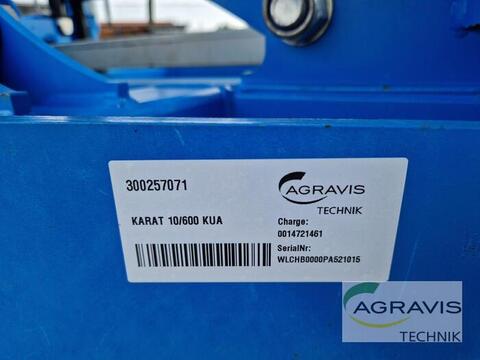 300257071
AGRAVIS
TECHNIK
KARAT 10/600 KUA
Charge:
0014721461
SerialNr:
WLCHB0000PA521015
AGRAVIS
TECHNIK